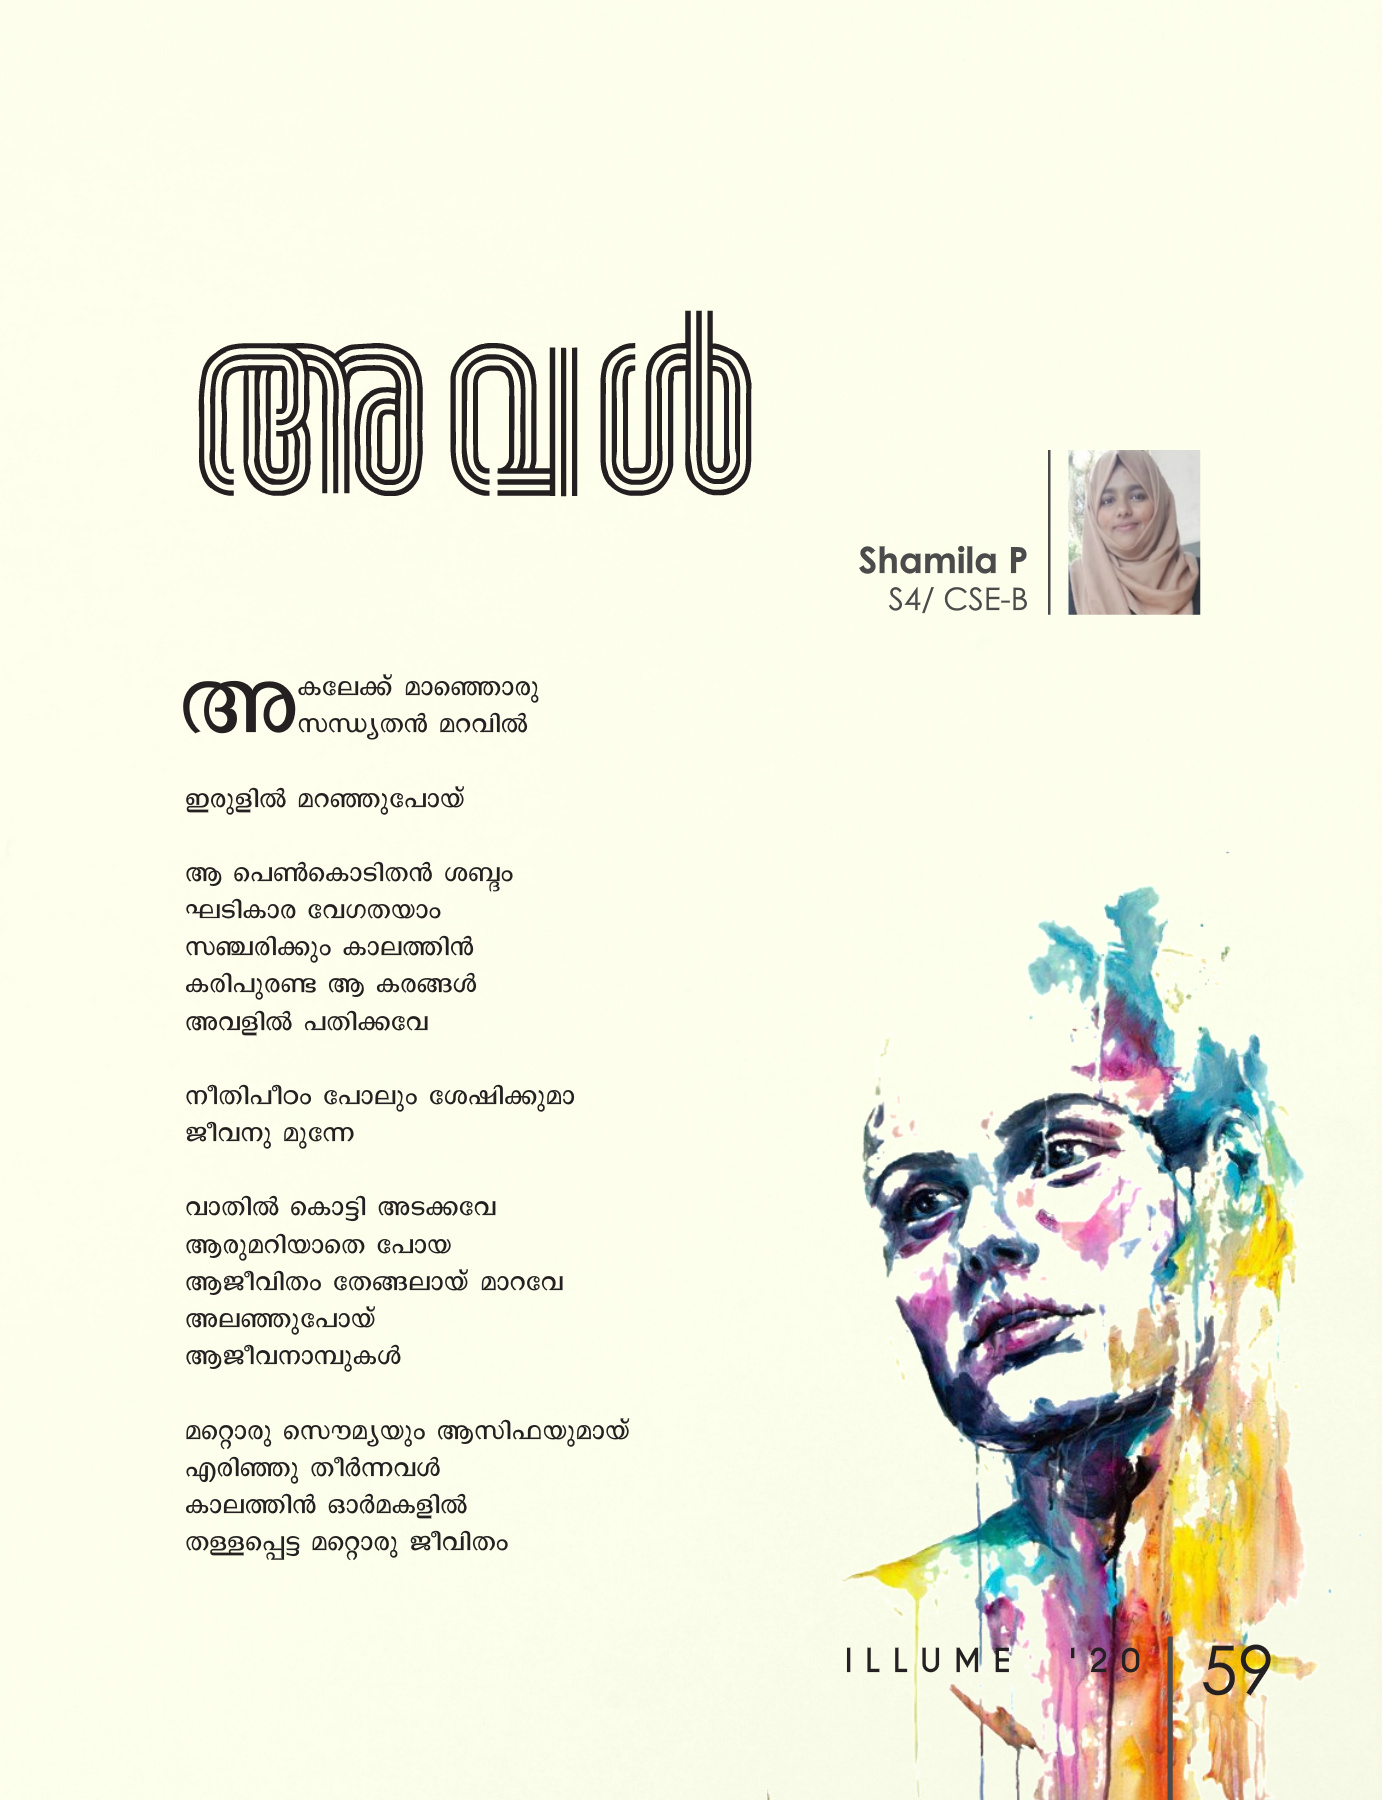 അവൾ
Shamila P
S4/ CSE-B
അകലേക്ക് മാഞ്ഞൊരു
സന്ധ്യതൻ മറവിൽ
ഇരുളിൽ മറഞ്ഞുപോയ്
ആ പെൺകൊടിതൻ ശബ്ദം
ഘടികാര വേഗതയാം
സഞ്ചരിക്കും കാലത്തിൻ
കരിപുരണ്ട ആ കരങ്ങൾ
അവളിൽ പതിക്കവേ
നീതിപീഠം പോലും ശേഷിക്കുമാ
ജീവനു മുന്നേ
വാതിൽ കൊട്ടി അടക്കവേ
ആരുമറിയാതെ പോയ
ആജീവിതം തേങ്ങലായ് മാറവേ
അലഞ്ഞുപോയ്
ആജീവനാമ്പുകൾ
മറ്റൊരു സൌമ്യയും ആസിഫയുമായ്
എരിഞ്ഞു തീർന്നവൾ
കാലത്തിൻ ഓർമകളിൽ
തള്ളപ്പെട്ട മറ്റൊരു ജീവിതം
ILLUME '20 59